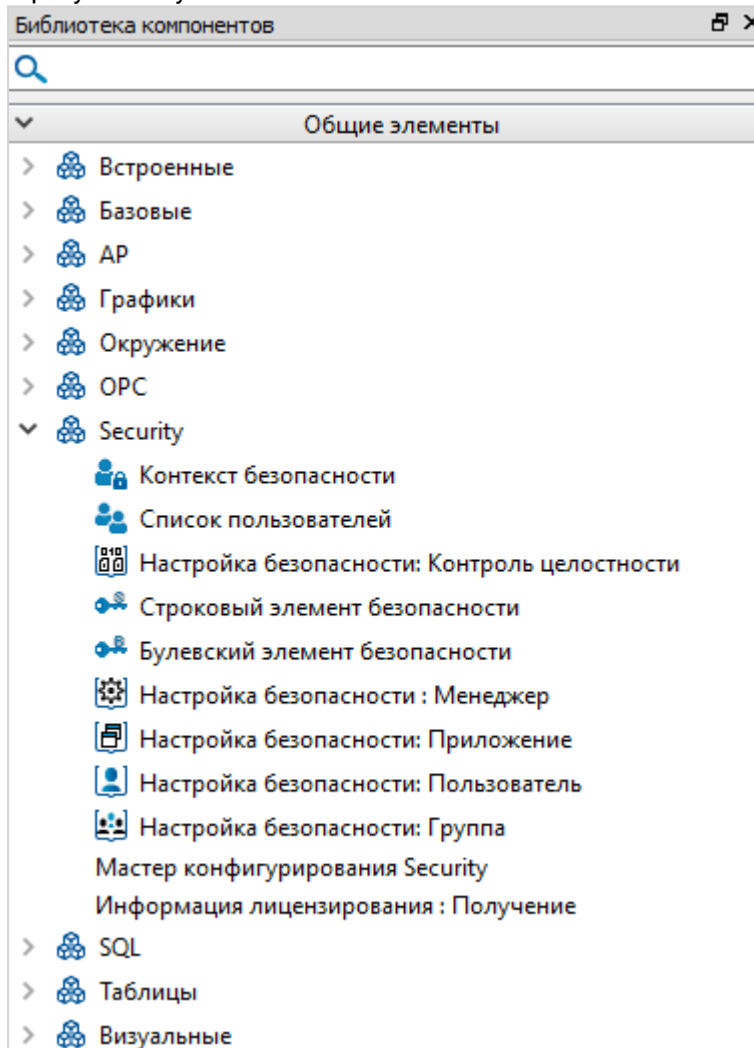 Библиотека компонентов
Общие элементы
Встроенные
Базовые
AP
Графики
Окружение
OPC
Security
Контекст безопасности
Список пользователей
Настройка безопасности: Контроль целостности
Строковый элемент безопасности
Булевский элемент безопасности
Настройка безопасности : Менеджер
Настройка безопасности: Приложение
Настройка безопасности: Пользователь
Настройка безопасности: Группа
Мастер конфигурирования Security
Информация лицензирования : Получение
SQL
Таблицы
Визуальные